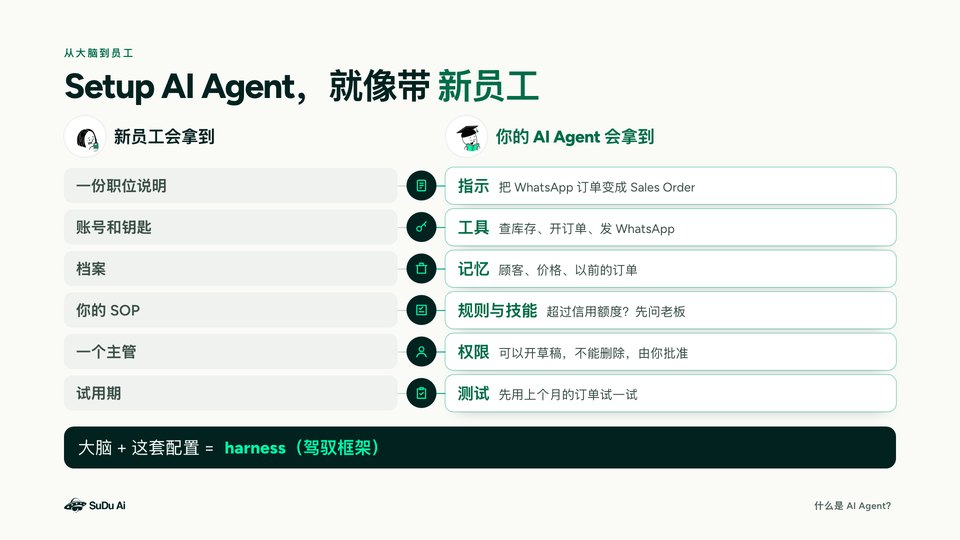 从大脑到员工
Setup AI Agent，就像带 新员工
新员工会拿到
你的 AI Agent 会拿到
一份职位说明
指示 把 WhatsApp 订单变成 Sales Order
账号和钥匙
工具 查库存、开订单、发 WhatsApp
档案
记忆 顾客、价格、以前的订单
你的 SOP
规则与技能 超过信用额度？先问老板
一个主管
权限 可以开草稿，不能删除，由你批准
试用期
测试 先用上个月的订单试一试
大脑 + 这套配置 = harness（驾驭框架）
SuDu Ai
什么是 AI Agent?